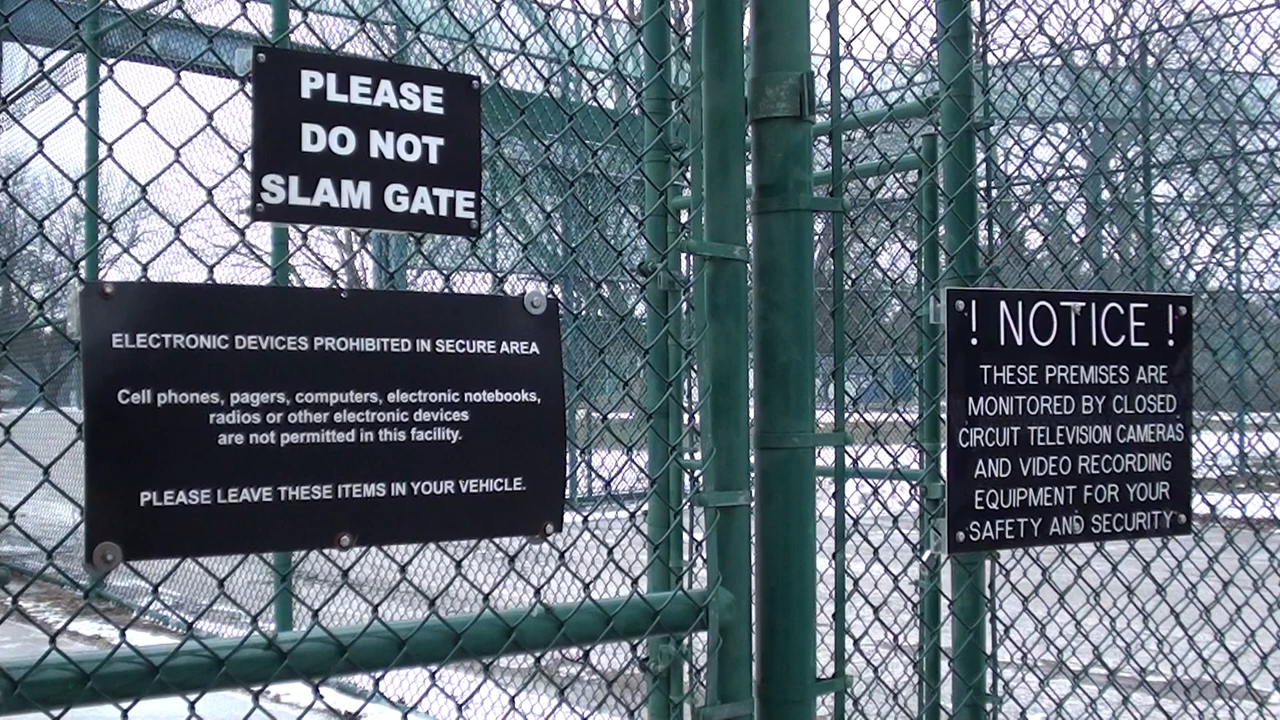 PLEASE
DO NOT
SLAM GATE
ELECTRONIC DEVICES PROHIBITED IN SECURE AREA
Cell phones, pagers, computers, electronic notebooks,
radios or other electronic devices
are not permitted in this facility.
PLEASE LEAVE THESE ITEMS IN YOUR VEHICLE.
! NOTICE !
THESE PREMISES ARE
MONITORED BY CLOSED
CIRCUIT TELEVISION CAMERAS
AND VIDEO RECORDING
EQUIPMENT FOR YOUR
SAFETY AND SECURITY